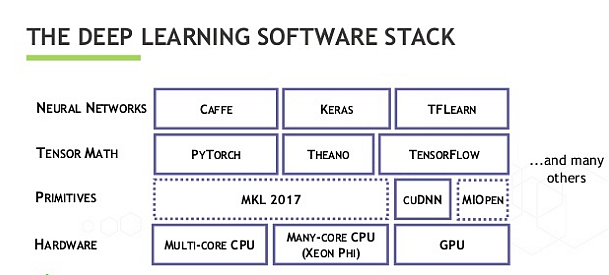 THE DEEP LEARNING SOFTWARE STACK
NEURAL NETWORKS CAFFE KERAS TFLEARN
TENSOR MATH PYTORCH THEANO TENSORFLOW
...and many
others
PRIMITIVES MKL 2017 CUDNN MIOPEN
HARDWARE MULTI-CORE CPU MANY-CORE CPU
(XEON PHI) GPU